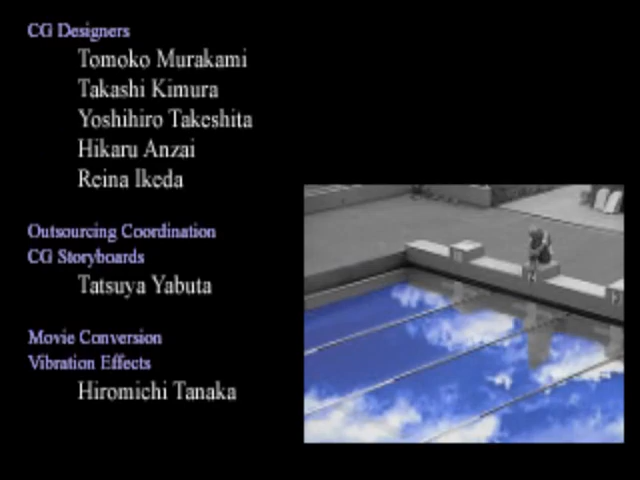 CG Designers
Tomoko Murakami
Takashi Kimura
Yoshihiro Takeshita
Hikaru Anzai
Reina Ikeda
Outsourcing Coordination
CG Storyboards
Tatsuya Yabuta
Movie Conversion
Vibration Effects
Hiromichi Tanaka